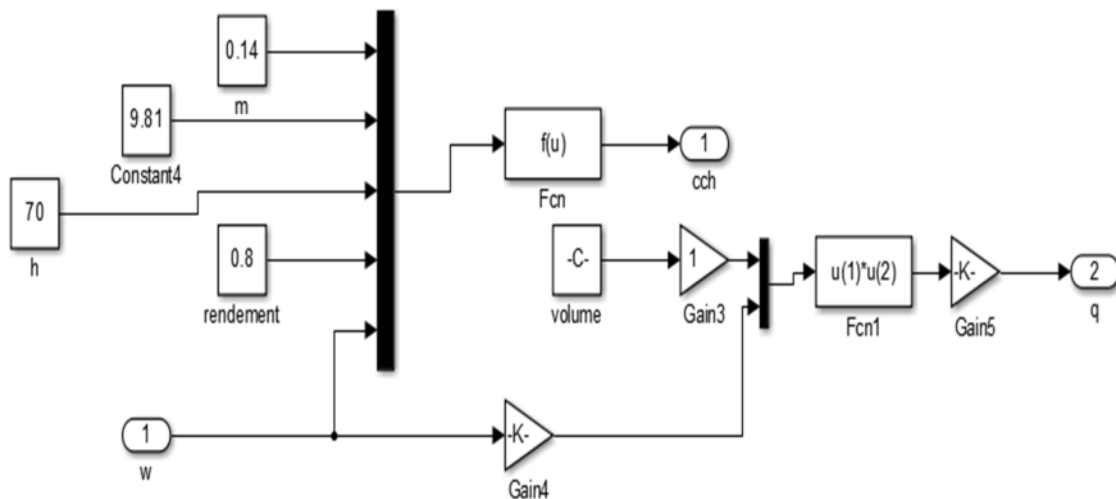 0.14
m
9.81
Constant4
70
h
0.8
rendement
1
w
f(u)
Fcn
1
cch
-C-
volume
1
Gain3
-K-
Gain4
u(1)*u(2)
Fcn1
-K-
Gain5
2
q